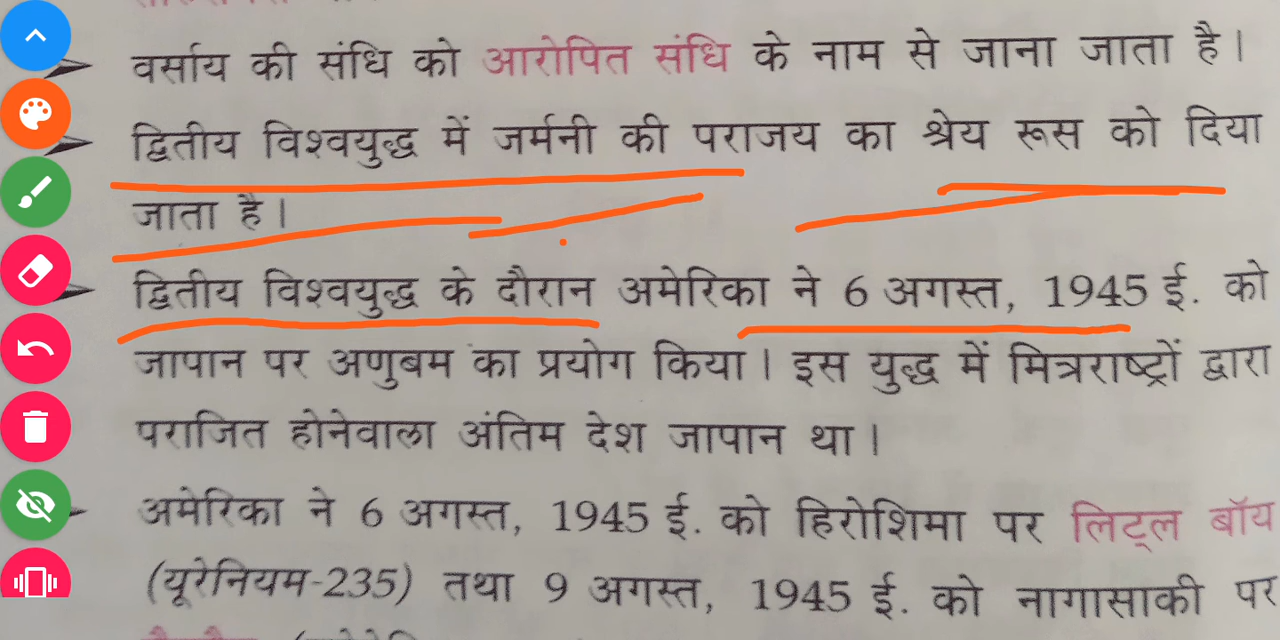 वर्साय की संधि को आरोपित संधि के नाम से जाना जाता है।
द्वितीय विश्वयुद्ध में जर्मनी की पराजय का श्रेय रूस को दिया
जाता है।
द्वितीय विश्वयुद्ध के दौरान अमेरिका ने 6 अगस्त, 1945 ई. को
जापान पर अणुबम का प्रयोग किया। इस युद्ध में मित्रराष्ट्रों द्वारा
पराजित होनेवाला अंतिम देश जापान था।
अमेरिका ने 6 अगस्त, 1945 ई. को हिरोशिमा पर लिट्ल बॉय
(यूरेनियम-235) तथा 9 अगस्त, 1945 ई. को नागासाकी पर